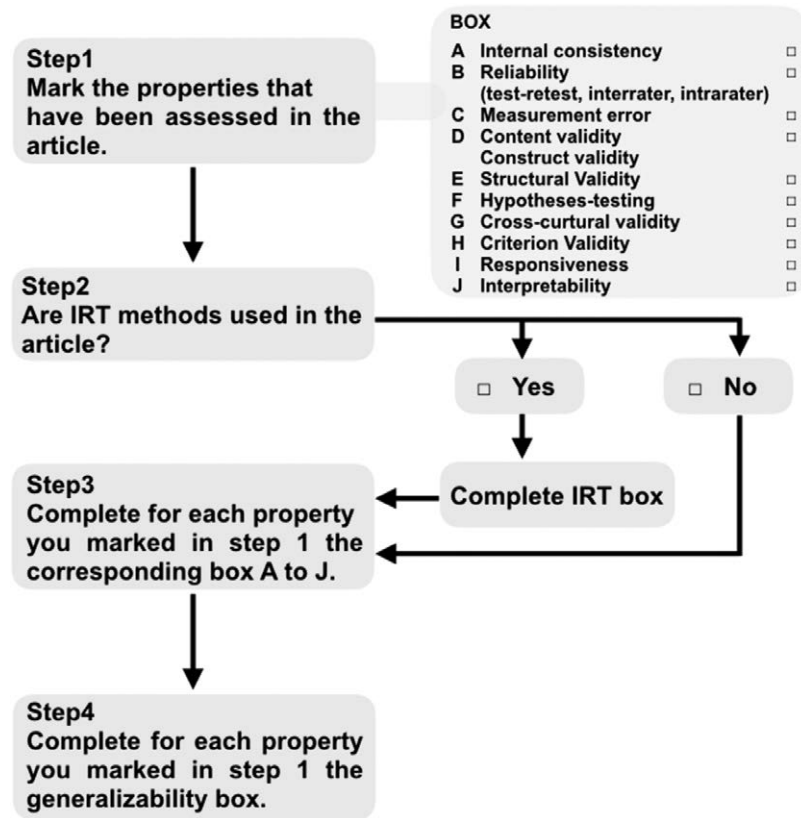 Step1
Mark the properties that
have been assessed in the
article.
BOX
A Internal consistency □
B Reliability □
(test-retest, interrater, intrarater)
C Measurement error □
D Content validity □
Construct validity
E Structural Validity □
F Hypotheses-testing □
G Cross-curtural validity □
H Criterion Validity □
I Responsiveness □
J Interpretability □
Step2
Are IRT methods used in the
article?
□ Yes
□ No
Complete IRT box
Step3
Complete for each property
you marked in step 1 the
corresponding box A to J.
Step4
Complete for each property
you marked in step 1 the
generalizability box.